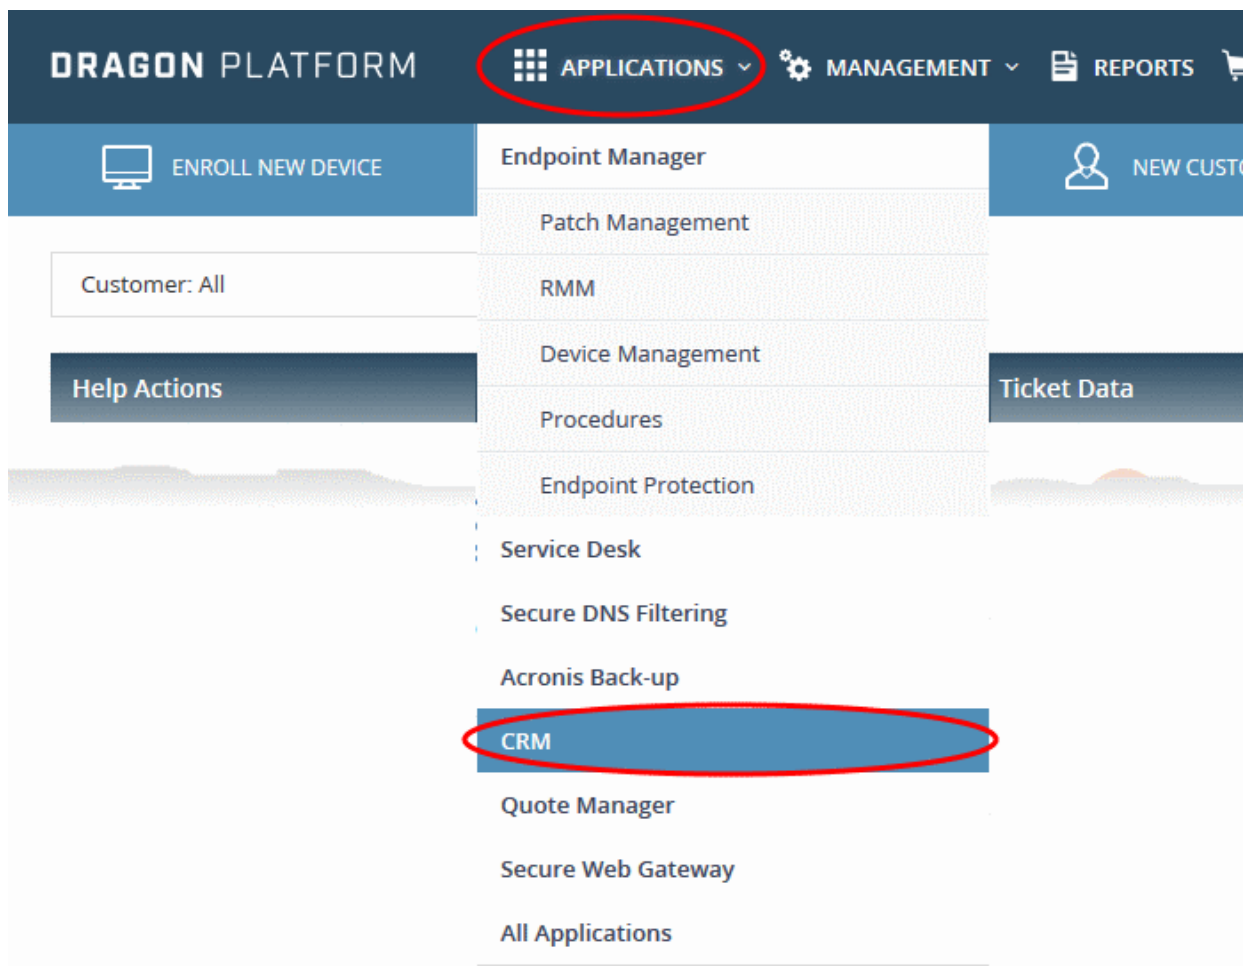 DRAGON PLATFORM
APPLICATIONS
MANAGEMENT
REPORTS
ENROLL NEW DEVICE
NEW CUSTO
Customer: All
Help Actions
Ticket Data
Endpoint Manager
Patch Management
RMM
Device Management
Procedures
Endpoint Protection
Service Desk
Secure DNS Filtering
Acronis Back-up
CRM
Quote Manager
Secure Web Gateway
All Applications